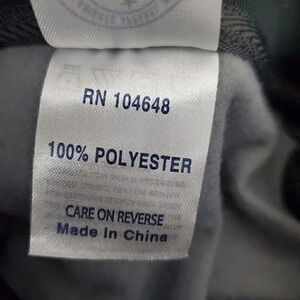 RN 104648
100% POLYESTER
CARE ON REVERSE
Made In China